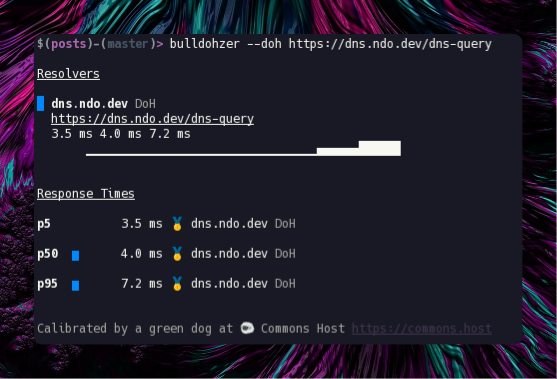 $(posts)-(master)> bulldohzer --doh https://dns.ndo.dev/dns-query
Resolvers
dns.ndo.dev DoH
https://dns.ndo.dev/dns-query
3.5 ms 4.0 ms 7.2 ms
Response Times
p5 3.5 ms 🏅 dns.ndo.dev DoH
p50 4.0 ms 🏅 dns.ndo.dev DoH
p95 7.2 ms 🏅 dns.ndo.dev DoH
Calibrated by a green dog at Commons Host https://commons.host